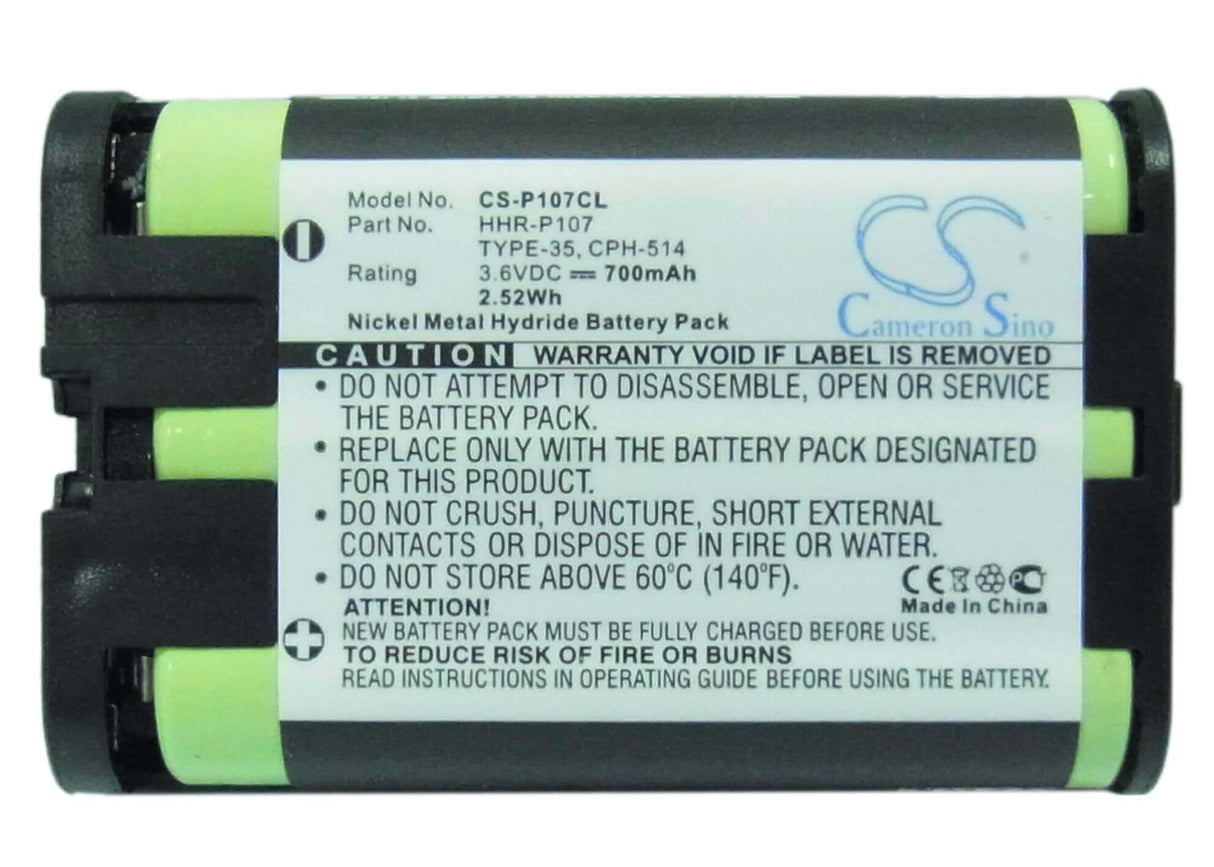 Model No. CS-P107CL
Part No. HHR-P107
TYPE-35, CPH-514
Rating 3.6VDC 700mAh
2.52Wh
Nickel Metal Hydride Battery Pack
CS
Cameron Sino
®
CAUTION WARRANTY VOID IF LABEL IS REMOVED
• DO NOT ATTEMPT TO DISASSEMBLE, OPEN OR SERVICE
THE BATTERY PACK.
• REPLACE ONLY WITH THE BATTERY PACK DESIGNATED
FOR THIS PRODUCT.
• DO NOT CRUSH, PUNCTURE, SHORT EXTERNAL
CONTACTS OR DISPOSE OF IN FIRE OR WATER.
• DO NOT STORE ABOVE 60°C (140°F).
CE PCT
Made In China
ATTENTION!
NEW BATTERY PACK MUST BE FULLY CHARGED BEFORE USE.
TO REDUCE RISK OF FIRE OR BURNS
READ INSTRUCTIONS IN OPERATING GUIDE BEFORE USING THE BATTERY.